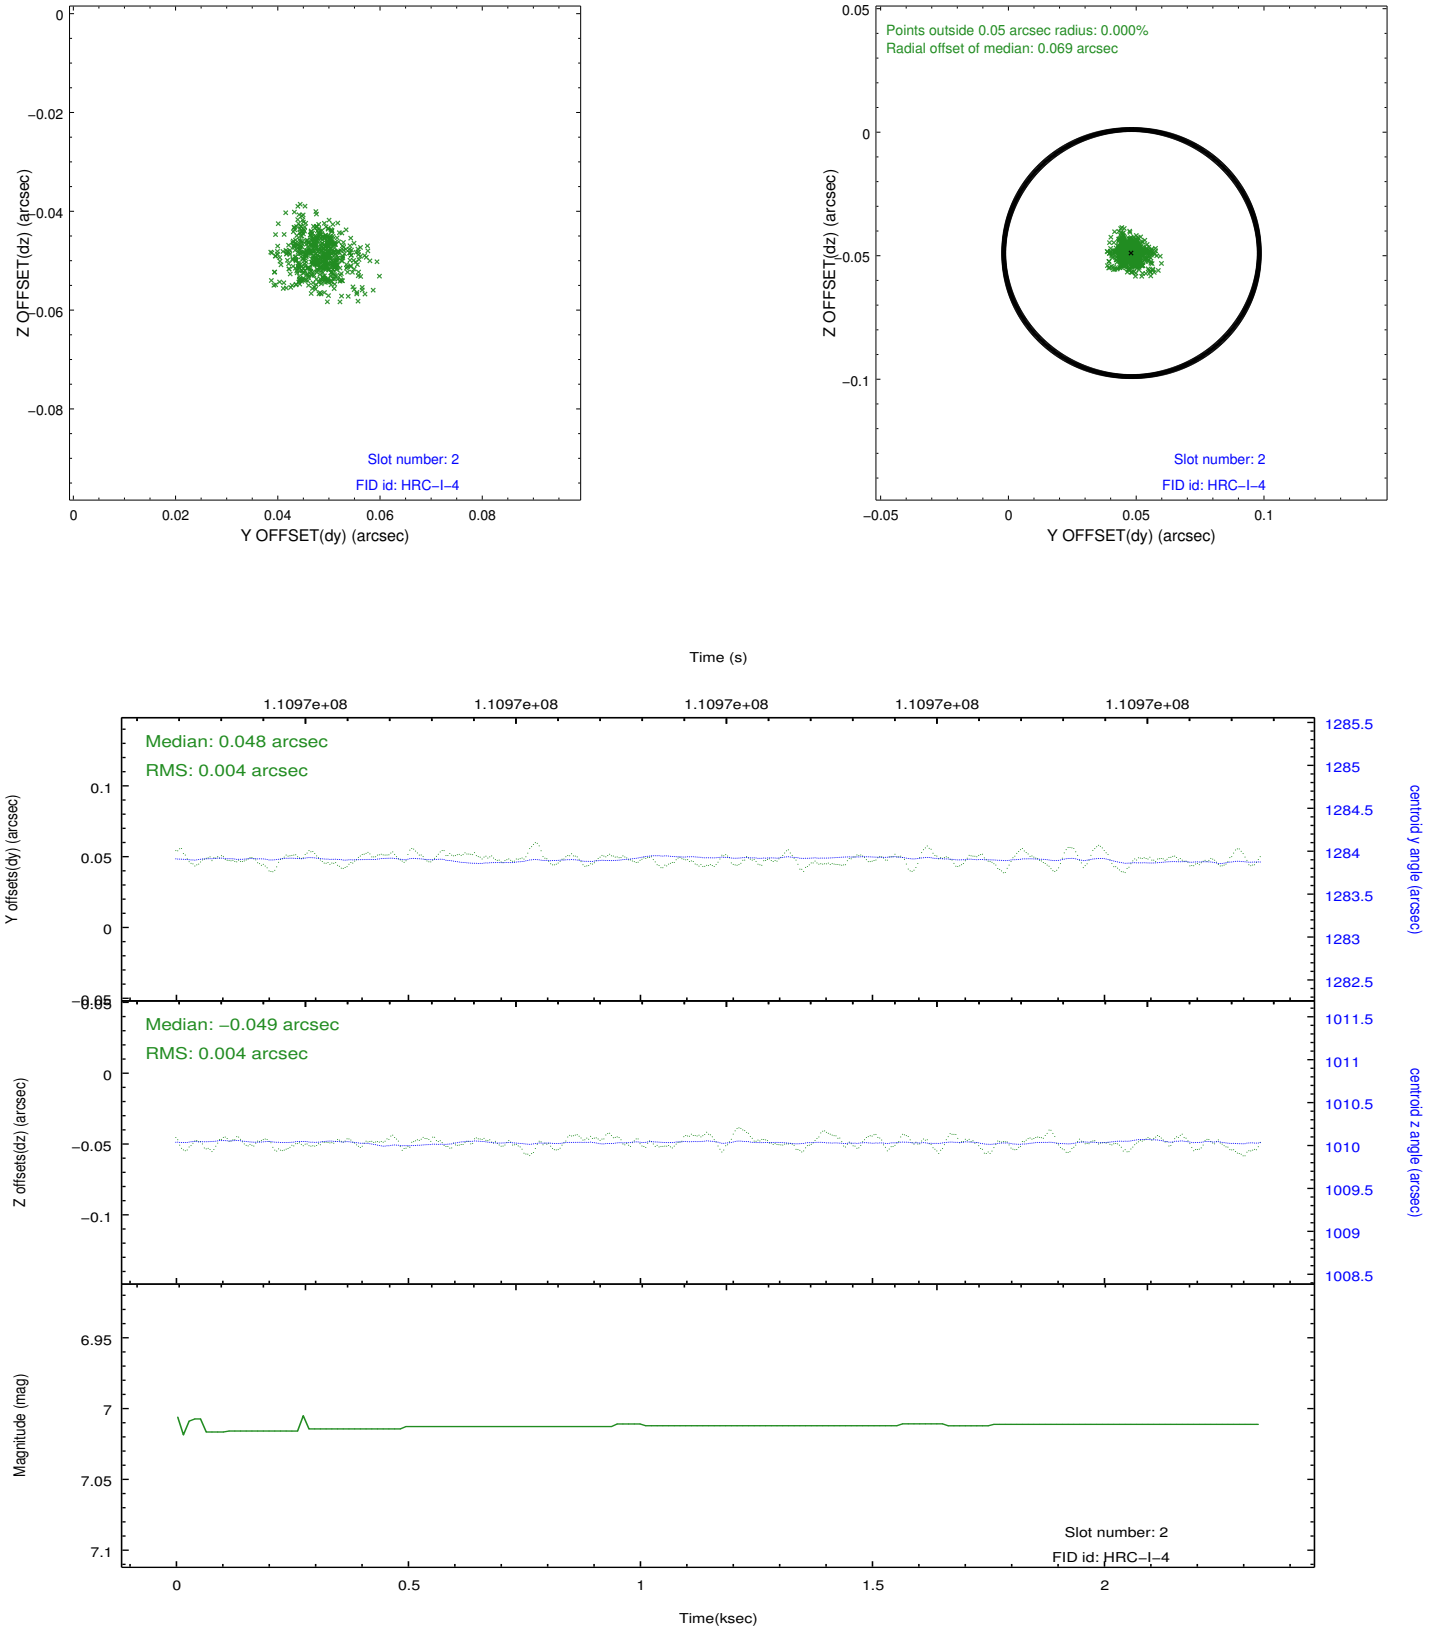 0
−0.02
−0.04
−0.06
−0.08
Z OFFSET(dz) (arcsec)
Slot number: 2
FID id: HRC−I−4
0
0.02
0.04
0.06
0.08
Y OFFSET(dy) (arcsec)
0.05
0
−0.05
−0.1
Z OFFSET(dz) (arcsec)
Points outside 0.05 arcsec radius: 0.000%
Radial offset of median: 0.069 arcsec
Slot number: 2
FID id: HRC−I−4
−0.05
0
0.05
0.1
Y OFFSET(dy) (arcsec)
Time (s)
1.1097e+08
1.1097e+08
1.1097e+08
1.1097e+08
1.1097e+08
Median: 0.048 arcsec
RMS: 0.004 arcsec
0.1
0.05
0
−0.05
Y offsets(dy) (arcsec)
1285.5
1285
1284.5
1284
1283.5
1283
1282.5
centroid y angle (arcsec)
Median: −0.049 arcsec
RMS: 0.004 arcsec
0.05
0
−0.05
−0.1
Z offsets(dz) (arcsec)
1011.5
1011
1010.5
1010
1009.5
1009
1008.5
centroid z angle (arcsec)
6.95
7
7.05
7.1
Magnitude (mag)
Slot number: 2
FID id: HRC−I−4
0
0.5
1
1.5
2
Time(ksec)